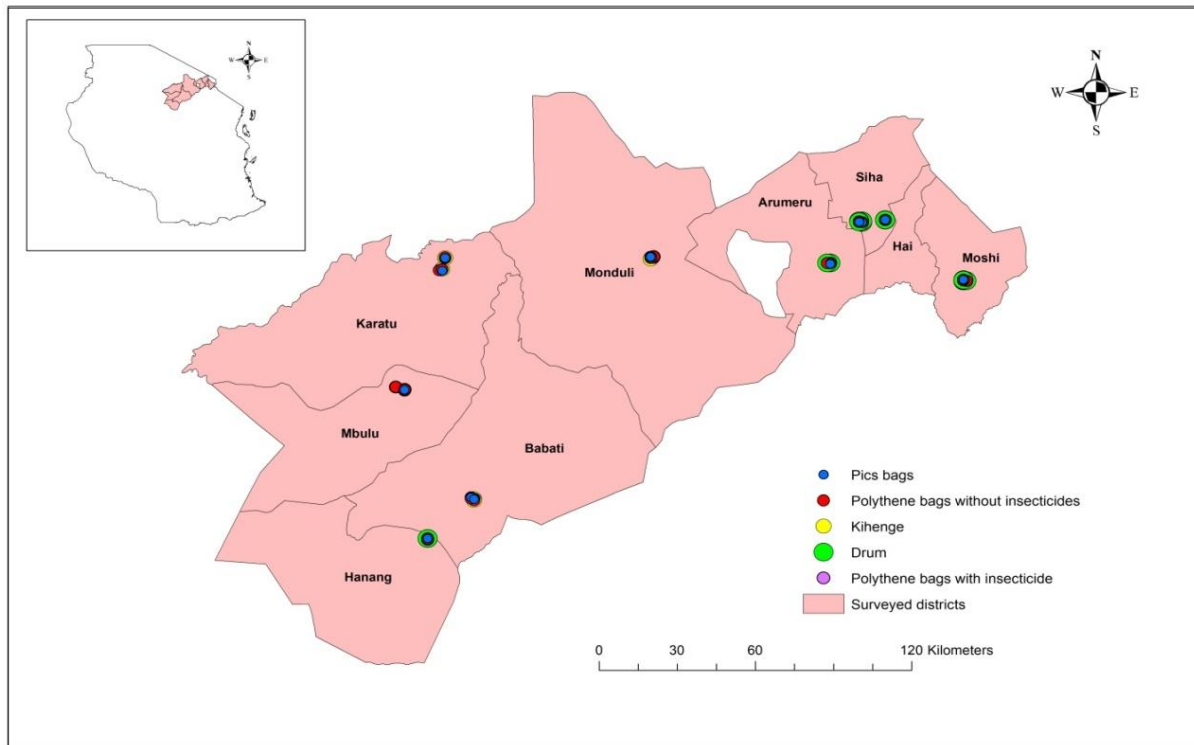 N
W E
S
N
W E
S
Siha
Arumeru
Hai
Moshi
Monduli
Karatu
Mbulu
Babati
Hanang
Pics bags
Polythene bags without insecticides
Kihenge
Drum
Polythene bags with insecticide
Surveyed districts
0 30 60 120 Kilometers